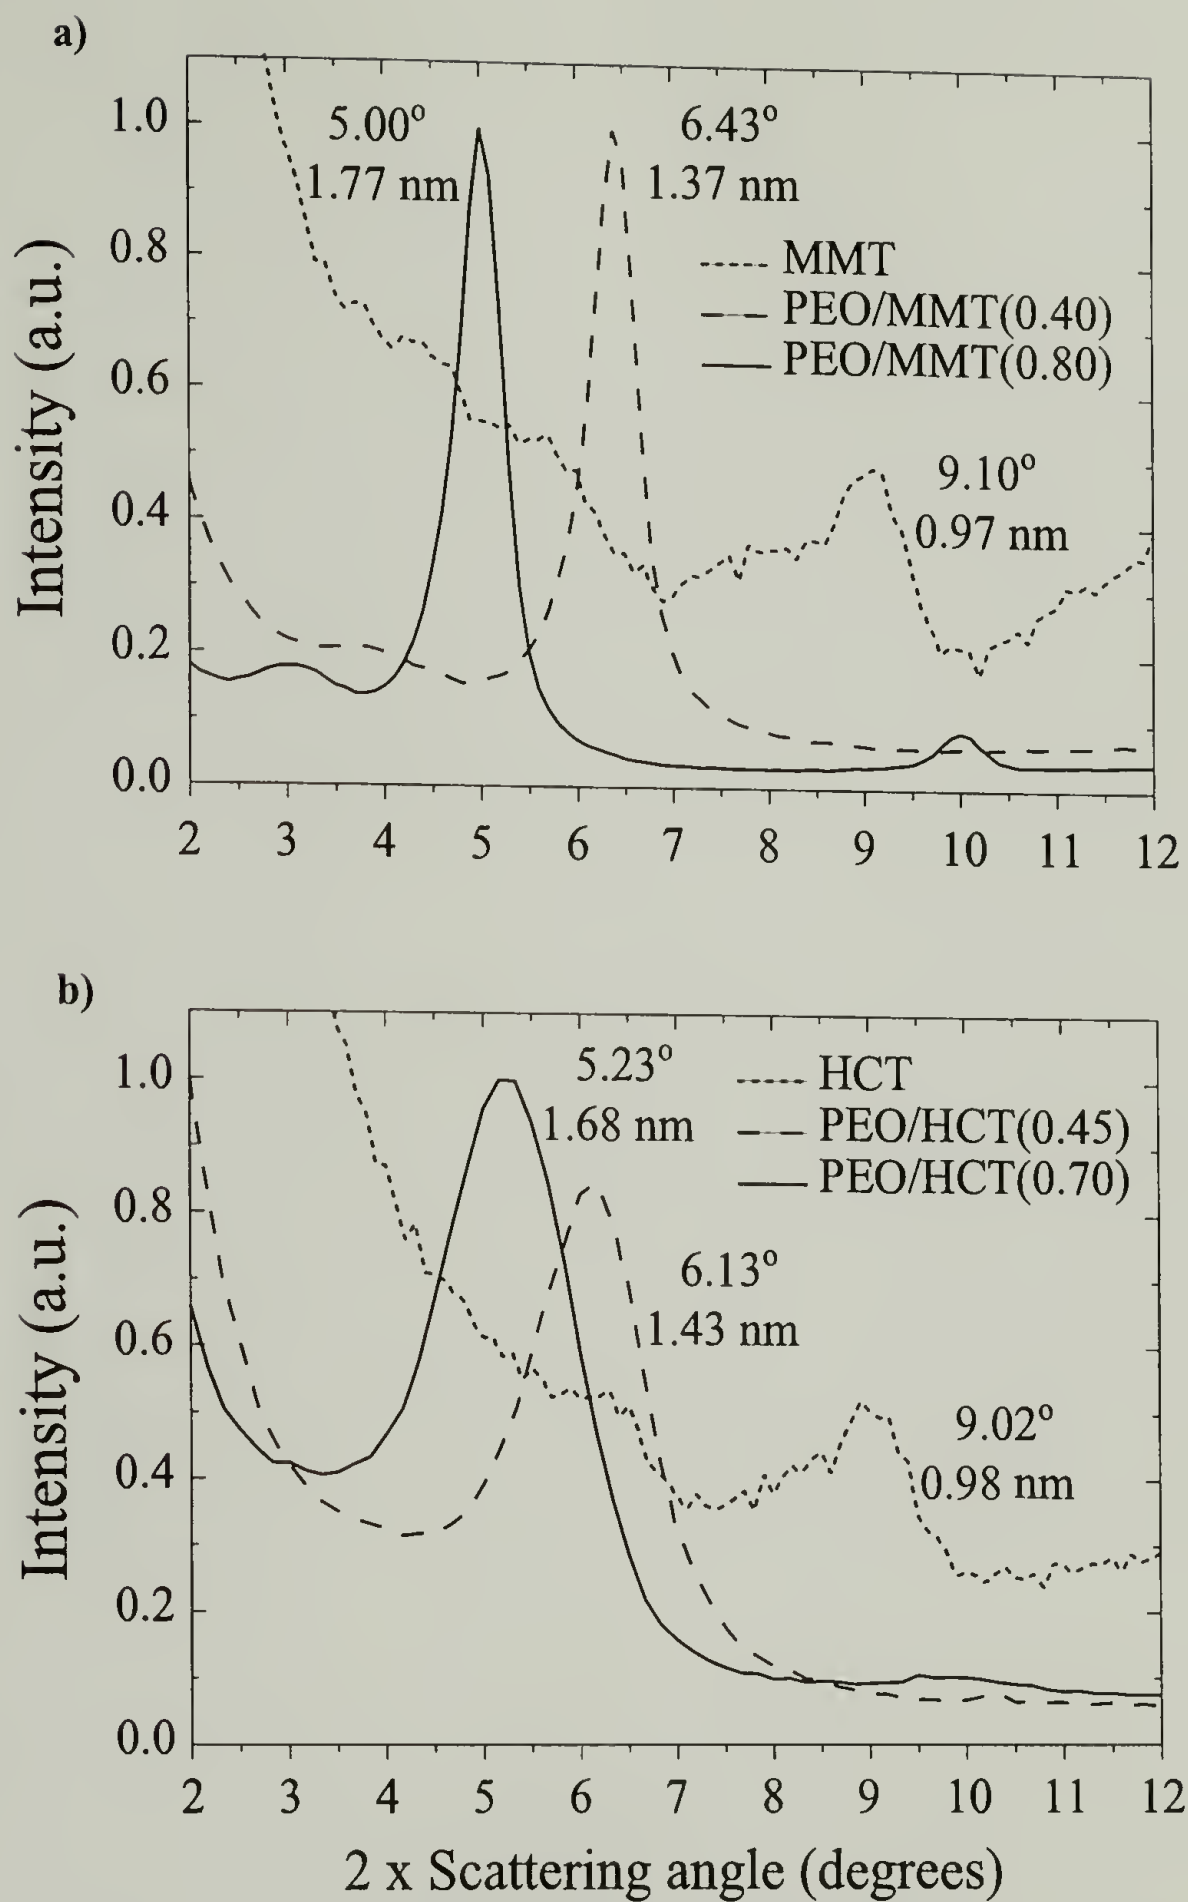 a)
5.00° 6.43°
1.77 nm 1.37 nm
MMT
PEO/MMT(0.40)
PEO/MMT(0.80)
9.10°
0.97 nm
Intensity (a.u.)
1.0
0.8
0.6
0.4
0.2
0.0
2 3 4 5 6 7 8 9 10 11 12
b)
5.23°
1.68 nm
HCT
PEO/HCT(0.45)
PEO/HCT(0.70)
6.13°
1.43 nm
9.02°
0.98 nm
Intensity (a.u.)
1.0
0.8
0.6
0.4
0.2
0.0
2 3 4 5 6 7 8 9 10 11 12
2 x Scattering angle (degrees)